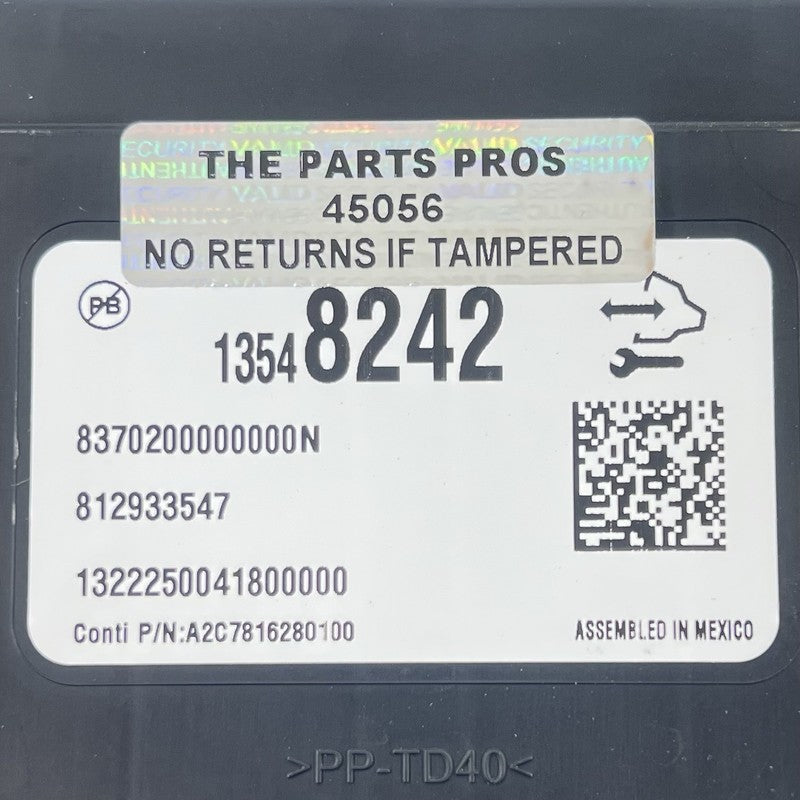 THE PARTS PROS
45056
NO RETURNS IF TAMPERED
PB
13548242
8370200000000N
812933547
1322250041800000
Conti P/N:A2C7816280100
ASSEMBLED IN MEXICO
>PP-TD40<